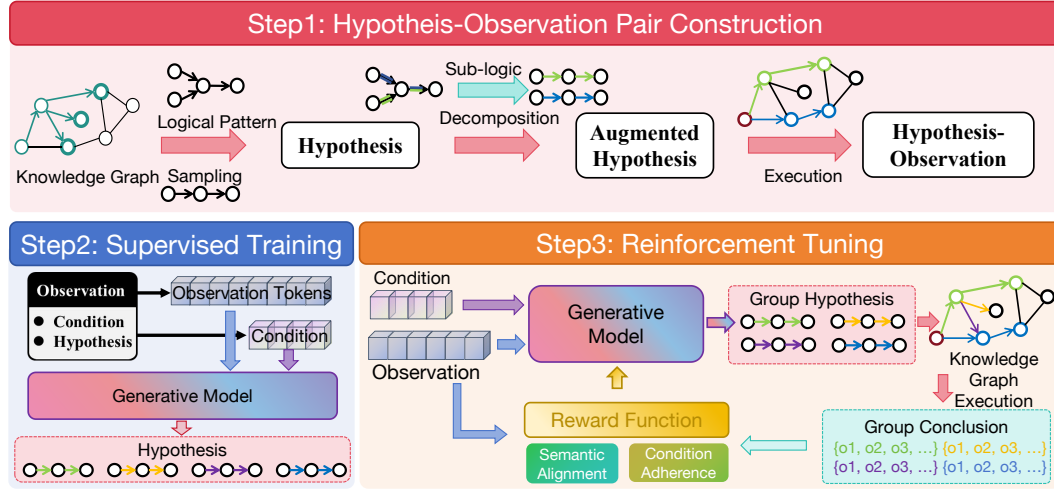 Step1: Hypotheis-Observation Pair Construction
Knowledge Graph
Logical Pattern
Sampling
Hypothesis
Sub-logic
Decomposition
Augmented
Hypothesis
Execution
Hypothesis-
Observation
Step2: Supervised Training
Observation
Condition
Hypothesis
Observation Tokens
Condition
Generative Model
Hypothesis
Step3: Reinforcement Tuning
Condition
Observation
Generative
Model
Group Hypothesis
Knowledge
Graph
Execution
Reward Function
Semantic
Alignment
Condition
Adherence
Group Conclusion
{o1, o2, o3, ...} {o1, o2, o3, ...}
{o1, o2, o3, ...} {o1, o2, o3, ...}